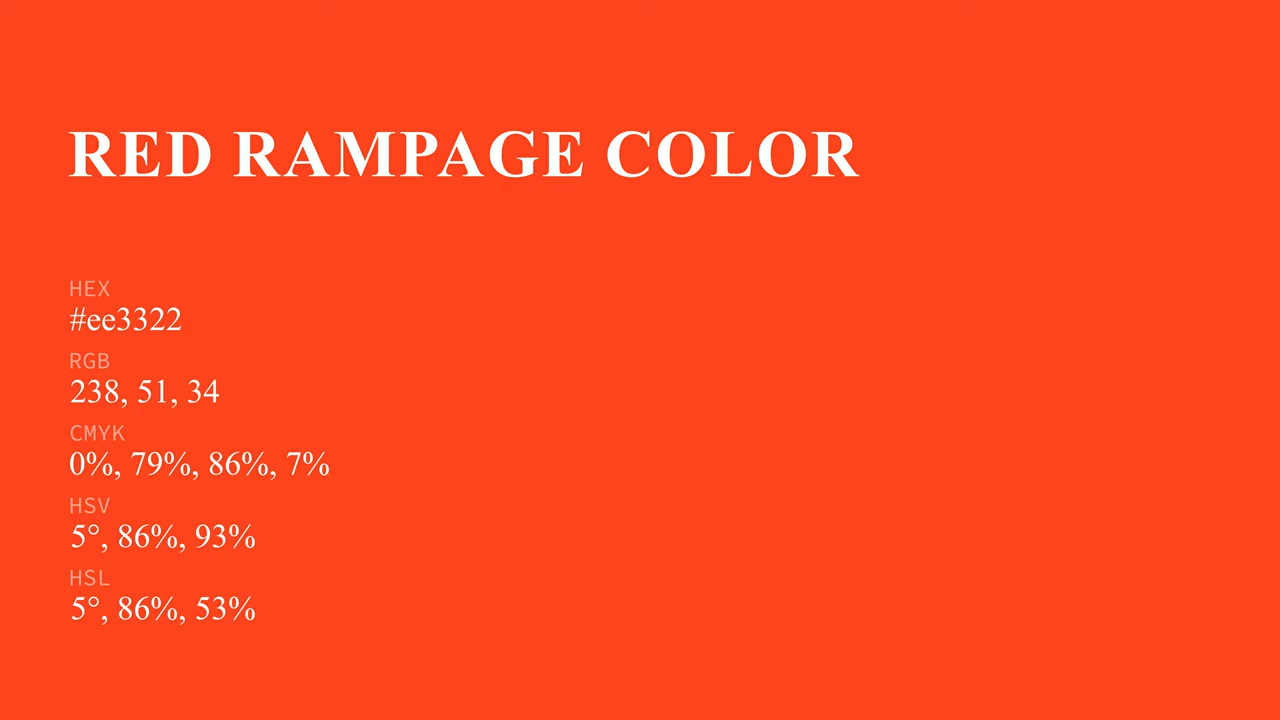 RED RAMPAGE COLOR
HEX
#ee3322
RGB
238, 51, 34
CMYK
0%, 79%, 86%, 7%
HSV
5°, 86%, 93%
HSL
5°, 86%, 53%